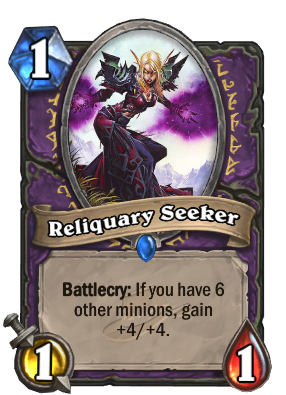 1
Reliquary Seeker
Battlecry: If you have 6
other minions, gain
+4/+4.
1
1